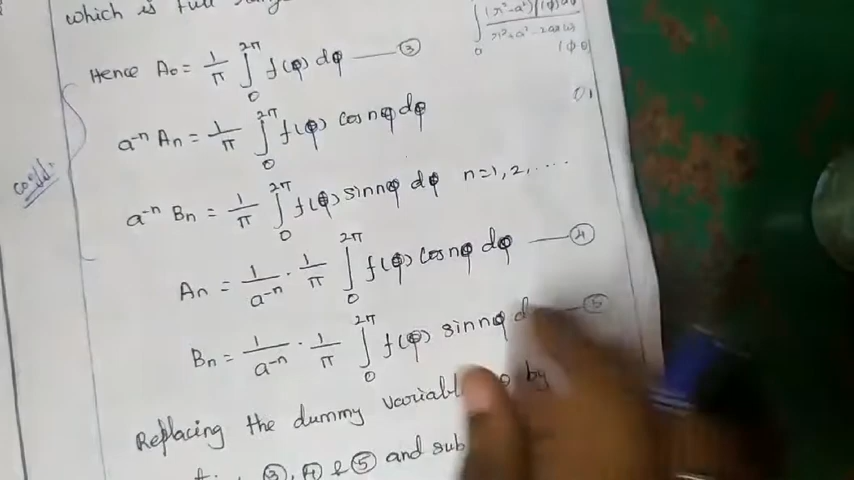 which is full
Hence A₀ = 1/π ∫₀^2π f(φ) dφ —— ③
a⁻ⁿ Aₙ = 1/π ∫₀^2π f(φ) cos nφ dφ
cont'd.
a⁻ⁿ Bₙ = 1/π ∫₀^2π f(φ) sin nφ dφ n=1,2,....
Aₙ = 1/a⁻ⁿ · 1/π ∫₀^2π f(φ) cos nφ dφ —— ④
Bₙ = 1/a⁻ⁿ · 1/π ∫₀^2π f(φ) sin nφ d —— ⑤
Replacing the dummy variable by
③, ④ & ⑤ and sub